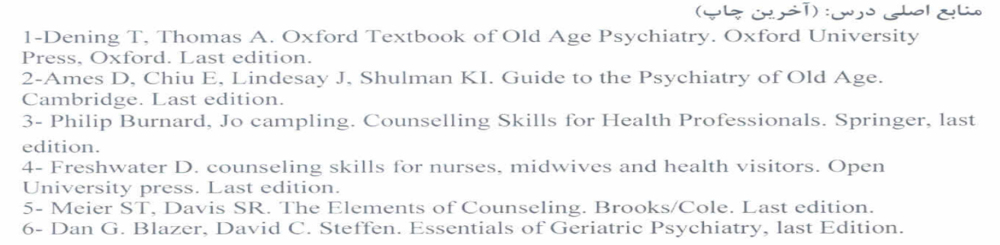 منابع اصلی درس: (آخرین چاپ)
1-Dening T, Thomas A. Oxford Textbook of Old Age Psychiatry. Oxford University
Press, Oxford. Last edition.
2-Ames D, Chiu E, Lindesay J, Shulman KI. Guide to the Psychiatry of Old Age.
Cambridge. Last edition.
3- Philip Burnard, Jo campling. Counselling Skills for Health Professionals. Springer, last
edition.
4- Freshwater D. counseling skills for nurses, midwives and health visitors. Open
University press. Last edition.
5- Meier ST, Davis SR. The Elements of Counseling. Brooks/Cole. Last edition.
6- Dan G. Blazer, David C. Steffen. Essentials of Geriatric Psychiatry, last Edition.